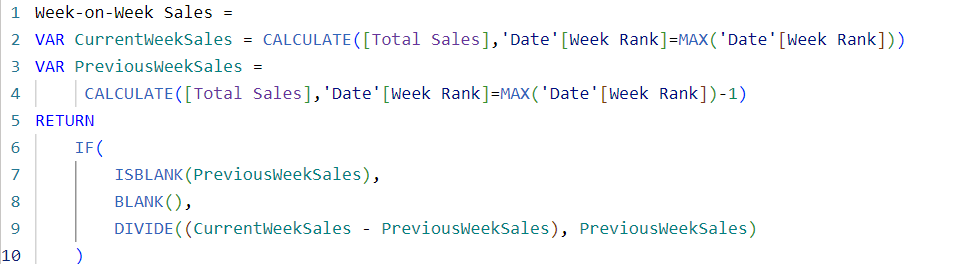 1 Week-on-Week Sales =
2 VAR CurrentWeekSales = CALCULATE([Total Sales],'Date'[Week Rank]=MAX('Date'[Week Rank]))
3 VAR PreviousWeekSales =
4 CALCULATE([Total Sales],'Date'[Week Rank]=MAX('Date'[Week Rank])-1)
5 RETURN
6 IF(
7 ISBLANK(PreviousWeekSales),
8 BLANK(),
9 DIVIDE((CurrentWeekSales - PreviousWeekSales), PreviousWeekSales)
10 )